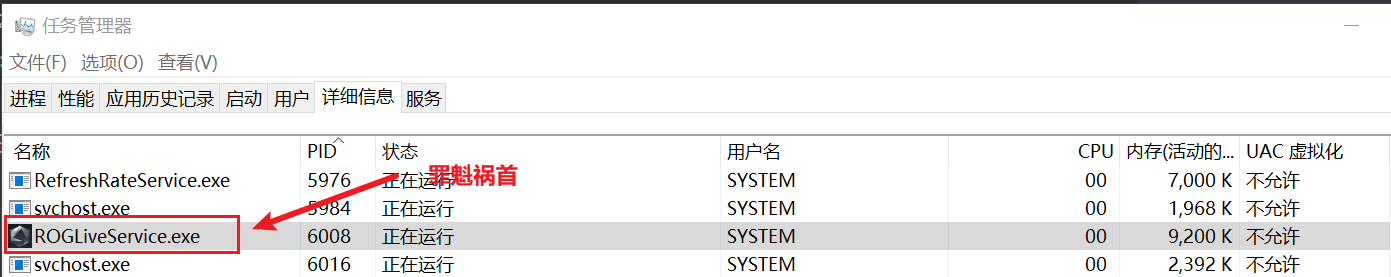 任务管理器
文件(F) 选项(O) 查看(V)
进程 性能 应用历史记录 启动 用户 详细信息 服务
名称 PID 状态 用户名 CPU 内存(活动的... UAC 虚拟化
罪魁祸首
RefreshRateService.exe 5976 正在运行 SYSTEM 00 7,000 K 不允许
svchost.exe 5984 正在运行 SYSTEM 00 1,968 K 不允许
ROGLiveService.exe 6008 正在运行 SYSTEM 00 9,200 K 不允许
svchost.exe 6016 正在运行 SYSTEM 00 2,392 K 不允许